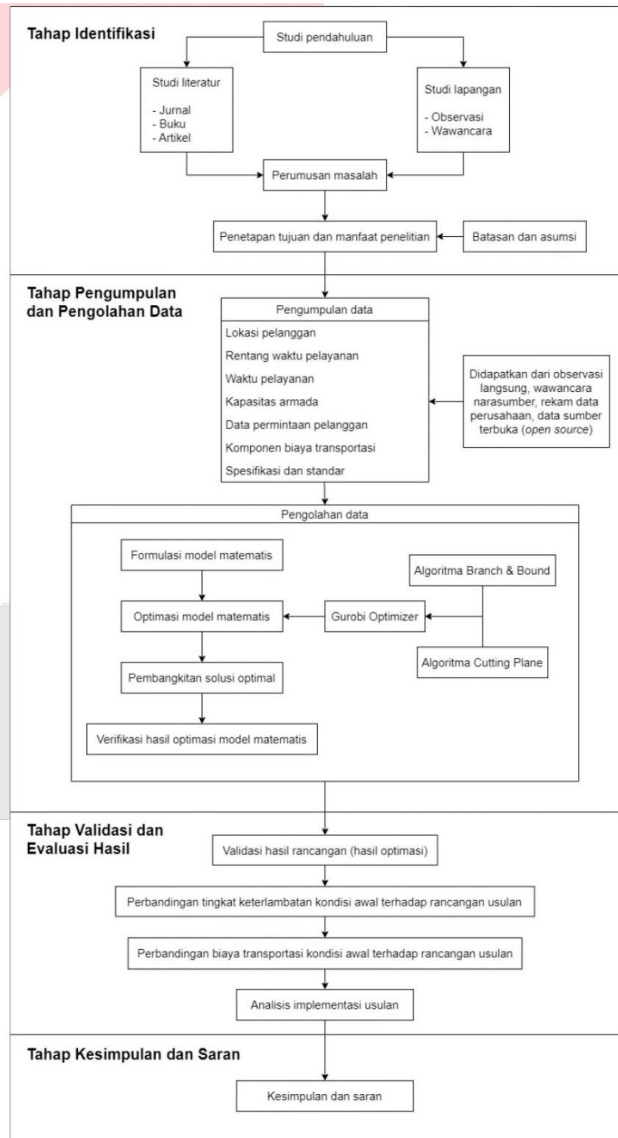 Tahap Identifikasi
Studi pendahuluan
Studi literatur
- Jurnal
- Buku
- Artikel
Studi lapangan
- Observasi
- Wawancara
Perumusan masalah
Penetapan tujuan dan manfaat penelitian
Batasan dan asumsi
Tahap Pengumpulan
dan Pengolahan Data
Pengumpulan data
Lokasi pelanggan
Rentang waktu pelayanan
Waktu pelayanan
Kapasitas armada
Data permintaan pelanggan
Komponen biaya transportasi
Spesifikasi dan standar
Didapatkan dari observasi
langsung, wawancara
narasumber, rekam data
perusahaan, data sumber
terbuka (open source)
Pengolahan data
Formulasi model matematis
Algoritma Branch & Bound
Optimasi model matematis
Gurobi Optimizer
Pembangkitan solusi optimal
Algoritma Cutting Plane
Verifikasi hasil optimasi model matematis
Tahap Validasi dan
Evaluasi Hasil
Validasi hasil rancangan (hasil optimasi)
Perbandingan tingkat keterlambatan kondisi awal terhadap rancangan usulan
Perbandingan biaya transportasi kondisi awal terhadap rancangan usulan
Analisis implementasi usulan
Tahap Kesimpulan dan Saran
Kesimpulan dan saran